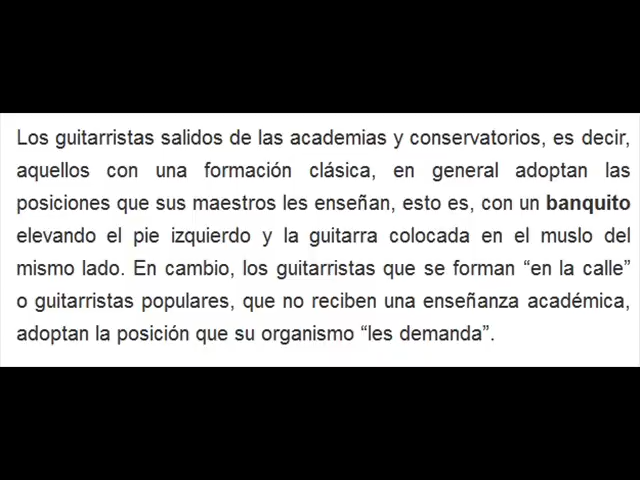 Los guitarristas salidos de las academias y conservatorios, es decir,
aquellos con una formación clásica, en general adoptan las
posiciones que sus maestros les enseñan, esto es, con un banquito
elevando el pie izquierdo y la guitarra colocada en el muslo del
mismo lado. En cambio, los guitarristas que se forman “en la calle”
o guitarristas populares, que no reciben una enseñanza académica,
adoptan la posición que su organismo “les demanda”.